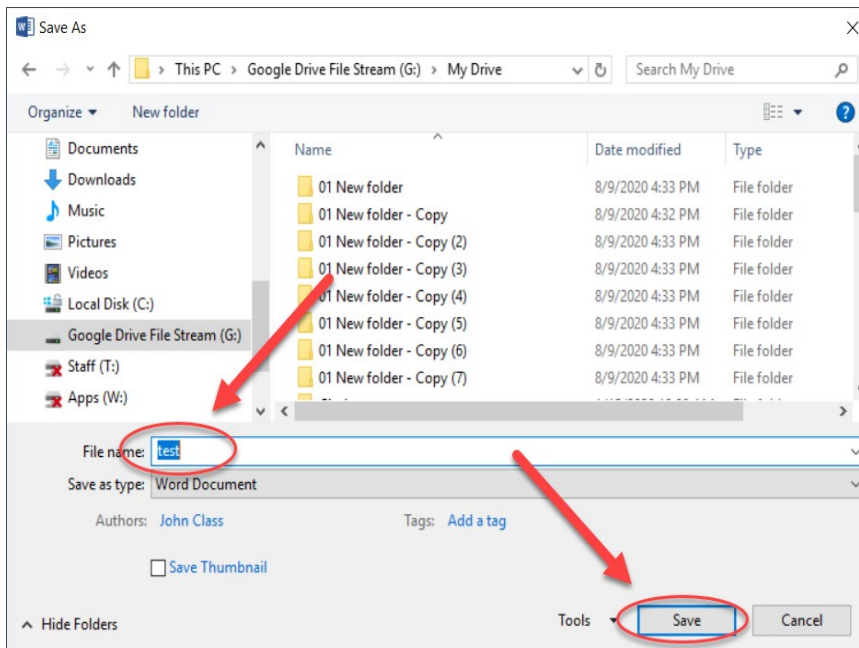 Save As
This PC > Google Drive File Stream (G:) > My Drive
Search My Drive
Organize
New folder
Documents
Downloads
Music
Pictures
Videos
Local Disk (C:)
Google Drive File Stream (G:)
Staff (T:)
Apps (W:)
Name Date modified Type
01 New folder 8/9/2020 4:33 PM File folder
01 New folder - Copy 8/9/2020 4:32 PM File folder
01 New folder - Copy (2) 8/9/2020 4:33 PM File folder
01 New folder - Copy (3) 8/9/2020 4:33 PM File folder
01 New folder - Copy (4) 8/9/2020 4:33 PM File folder
01 New folder - Copy (5) 8/9/2020 4:33 PM File folder
01 New folder - Copy (6) 8/9/2020 4:33 PM File folder
01 New folder - Copy (7) 8/9/2020 4:33 PM File folder
File name: test
Save as type: Word Document
Authors: John Class Tags: Add a tag
Save Thumbnail
Hide Folders
Tools
Save
Cancel